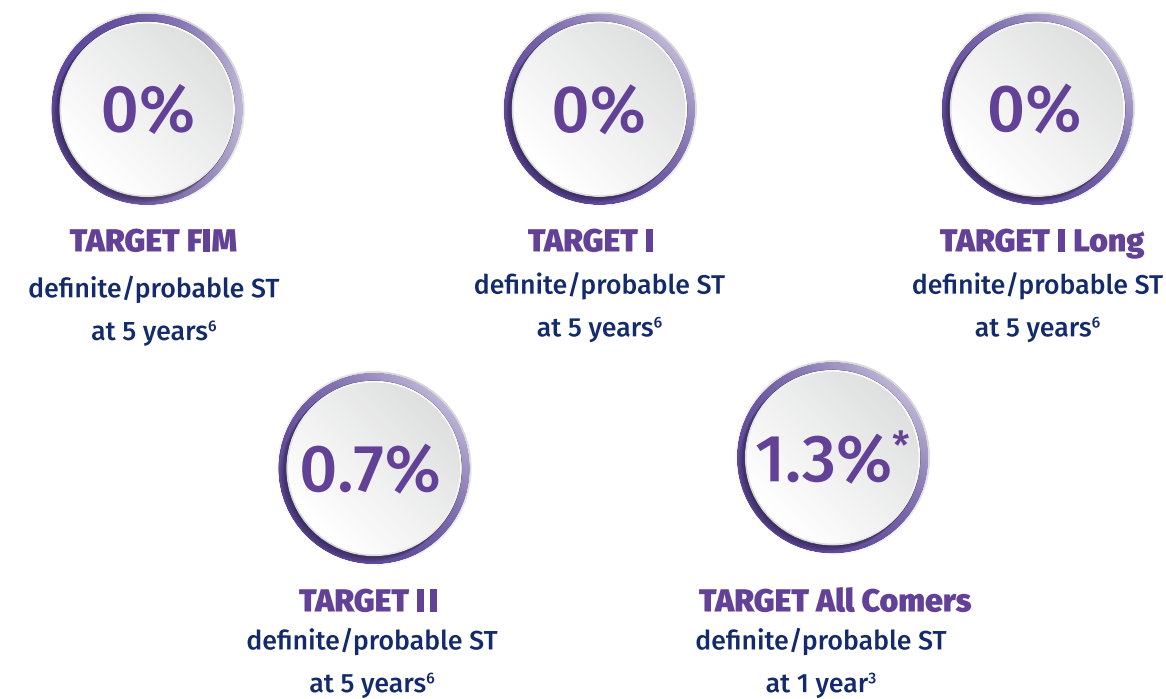 0%
TARGET FIM
definite/probable ST
at 5 years⁶
0%
TARGET I
definite/probable ST
at 5 years⁶
0%
TARGET I Long
definite/probable ST
at 5 years⁶
0.7%
TARGET II
definite/probable ST
at 5 years⁶
1.3%*
TARGET All Comers
definite/probable ST
at 1 year³